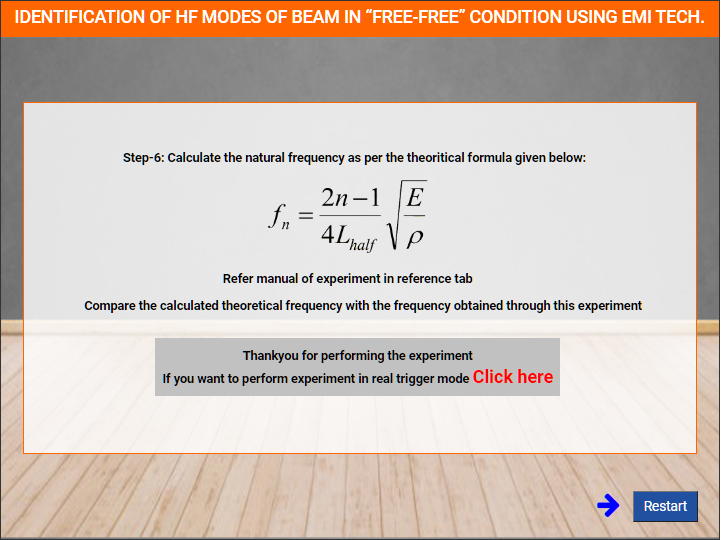 IDENTIFICATION OF HF MODES OF BEAM IN “FREE-FREE” CONDITION USING EMI TECH.
Step-6: Calculate the natural frequency as per the theoritical formula given below:
f_n = \frac{2n-1}{4L_{half}} \sqrt{\frac{E}{ρ}}
Refer manual of experiment in reference tab
Compare the calculated theoretical frequency with the frequency obtained through this experiment
Thankyou for performing the experiment
If you want to perform experiment in real trigger mode Click here
Restart